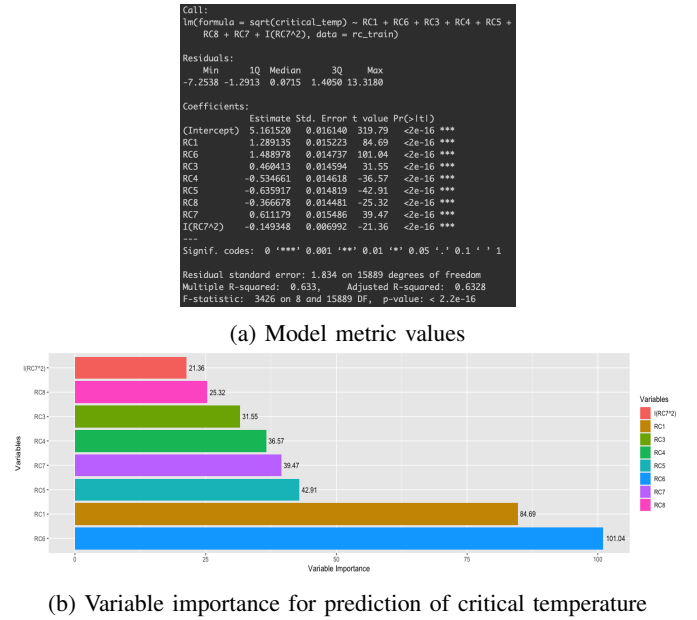 Call:
lm(formula = sqrt(critical_temp) ~ RC1 + RC6 + RC3 + RC4 + RC5 +
RC8 + RC7 + I(RC7^2), data = rc_train)
Residuals:
Min 1Q Median 3Q Max
-7.2538 -1.2913 0.0715 1.4050 13.3180
Coefficients:
Estimate Std. Error t value Pr(>|t|)
(Intercept) 5.161520 0.016140 319.79 <2e-16 ***
RC1 1.289135 0.015223 84.69 <2e-16 ***
RC6 1.488978 0.014737 101.04 <2e-16 ***
RC3 0.460413 0.014594 31.55 <2e-16 ***
RC4 -0.534661 0.014618 -36.57 <2e-16 ***
RC5 -0.635917 0.014819 -42.91 <2e-16 ***
RC8 -0.366678 0.014481 -25.32 <2e-16 ***
RC7 0.611179 0.015486 39.47 <2e-16 ***
I(RC7^2) -0.149348 0.006992 -21.36 <2e-16 ***
---
Signif. codes: 0 ‘***’ 0.001 ‘**’ 0.01 ‘*’ 0.05 ‘.’ 0.1 ‘ ’ 1
Residual standard error: 1.834 on 15889 degrees of freedom
Multiple R-squared: 0.633, Adjusted R-squared: 0.6328
F-statistic: 3426 on 8 and 15889 DF, p-value: < 2.2e-16
(a) Model metric values
Variables
I(RC7^2)
21.36
RC8
25.32
RC3
31.55
RC4
36.57
RC7
39.47
RC5
42.91
RC1
84.69
RC6
101.04
0 25 50 75 100
Variable Importance
Variables
I(RC7^2)
RC1
RC3
RC4
RC5
RC6
RC7
RC8
(b) Variable importance for prediction of critical temperature